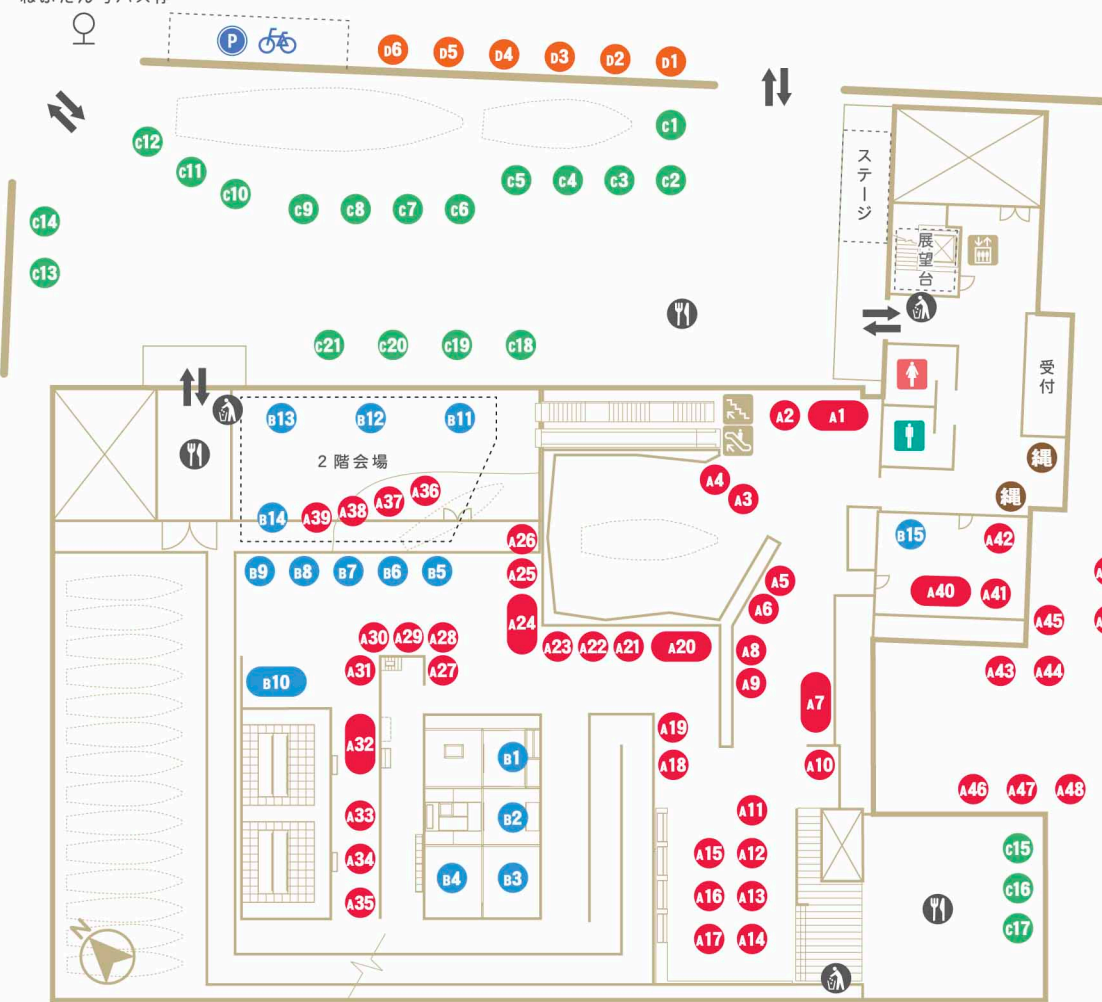 P
D6 D5 D4 D3 D2 D1
C1
C12
C11
C10
C5 C4 C3 C2
C9 C8 C7 C6
C14
C13
ステージ
展望台
C21 C20 C19 C18
受付
B13 B12 B11
A2 A1
2階会場
縄
縄
A4
A3
A36
A37
A38
A39
B14
A26
A25
A24
B15 A42
A40 A41
B9 B8 B7 B6 B5
A5
A6
A45
A30 A29 A28
A31 A27
A23 A22 A21 A20
A8
A9
A43 A44
B10
A7
A32
A19
A18
A10
B1
B2
B4 B3
A33
A34
A35
A46 A47 A48
A11
A15 A12
A16 A13
A17 A14
C15
C16
C17
N